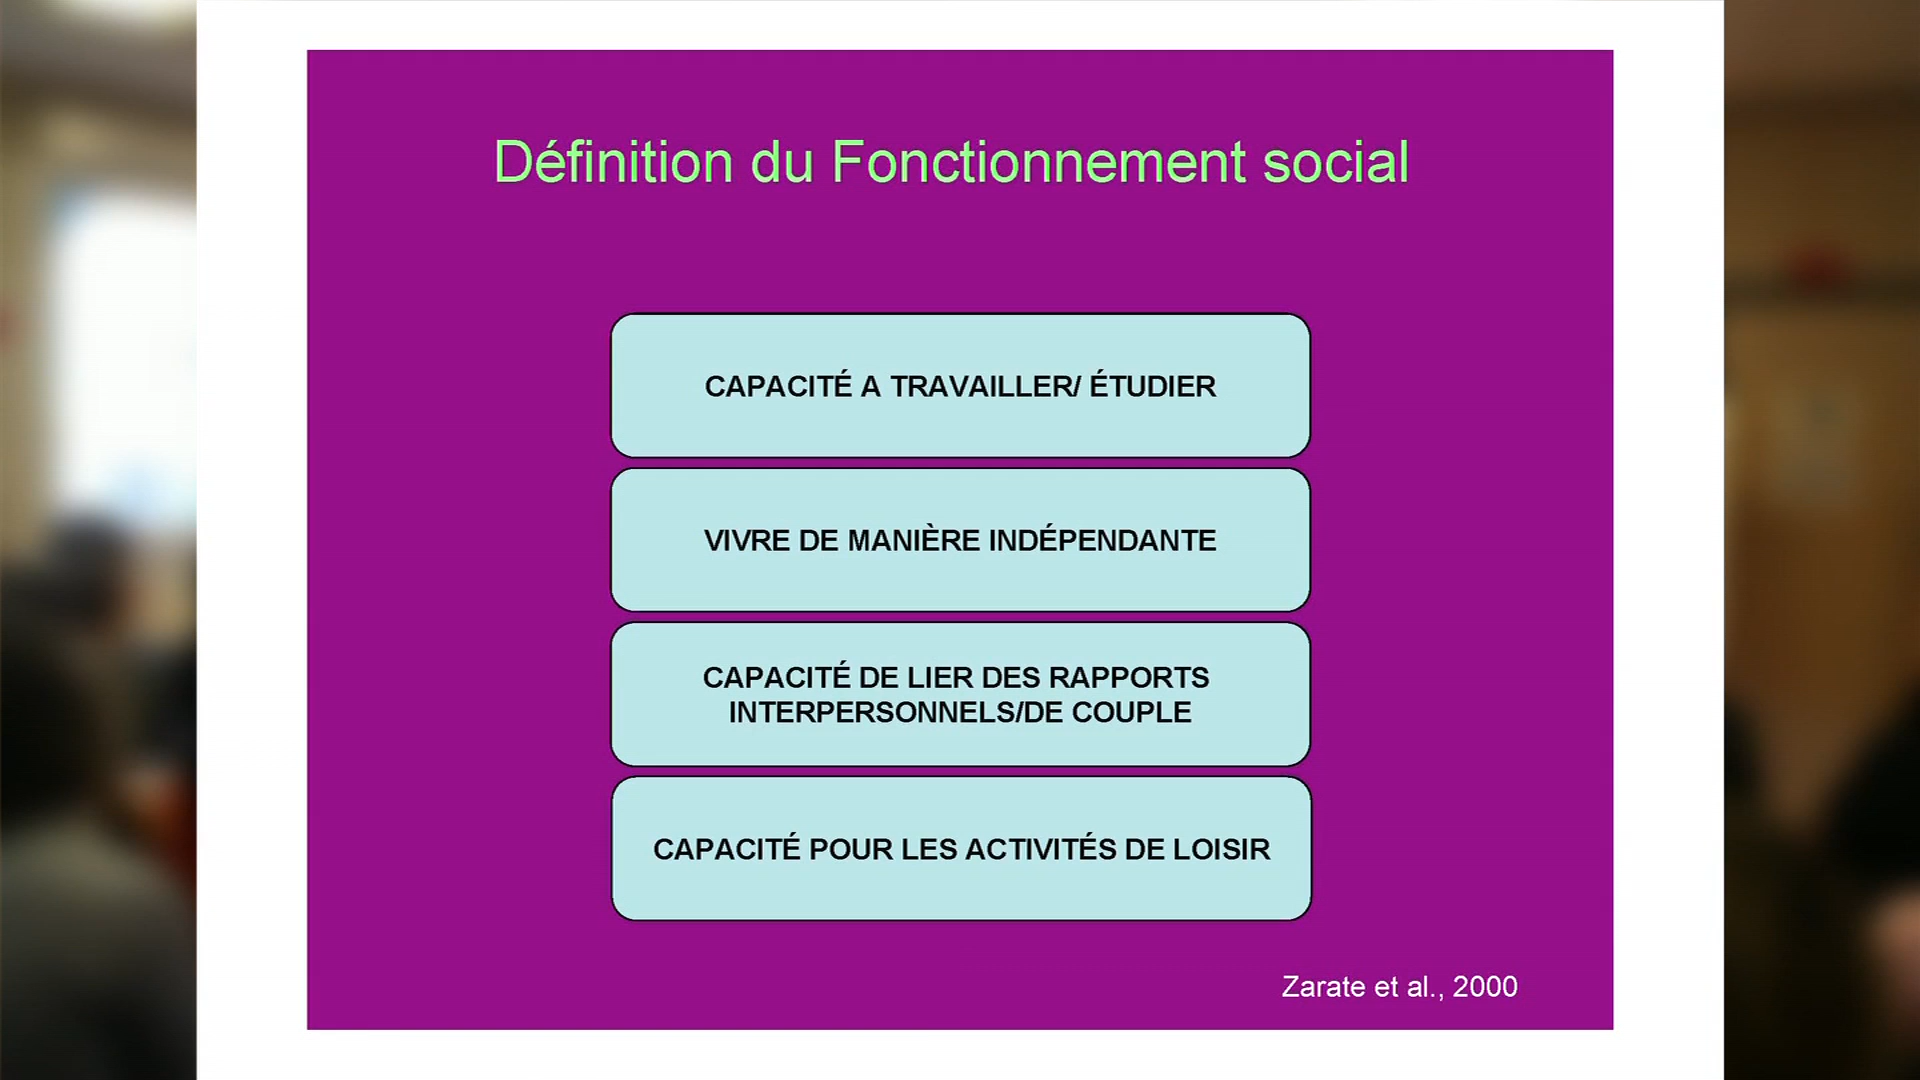 Définition du Fonctionnement social
CAPACITÉ A TRAVAILLER/ ÉTUDIER
VIVRE DE MANIÈRE INDÉPENDANTE
CAPACITÉ DE LIER DES RAPPORTS
INTERPERSONNELS/DE COUPLE
CAPACITÉ POUR LES ACTIVITÉS DE LOISIR
Zarate et al., 2000